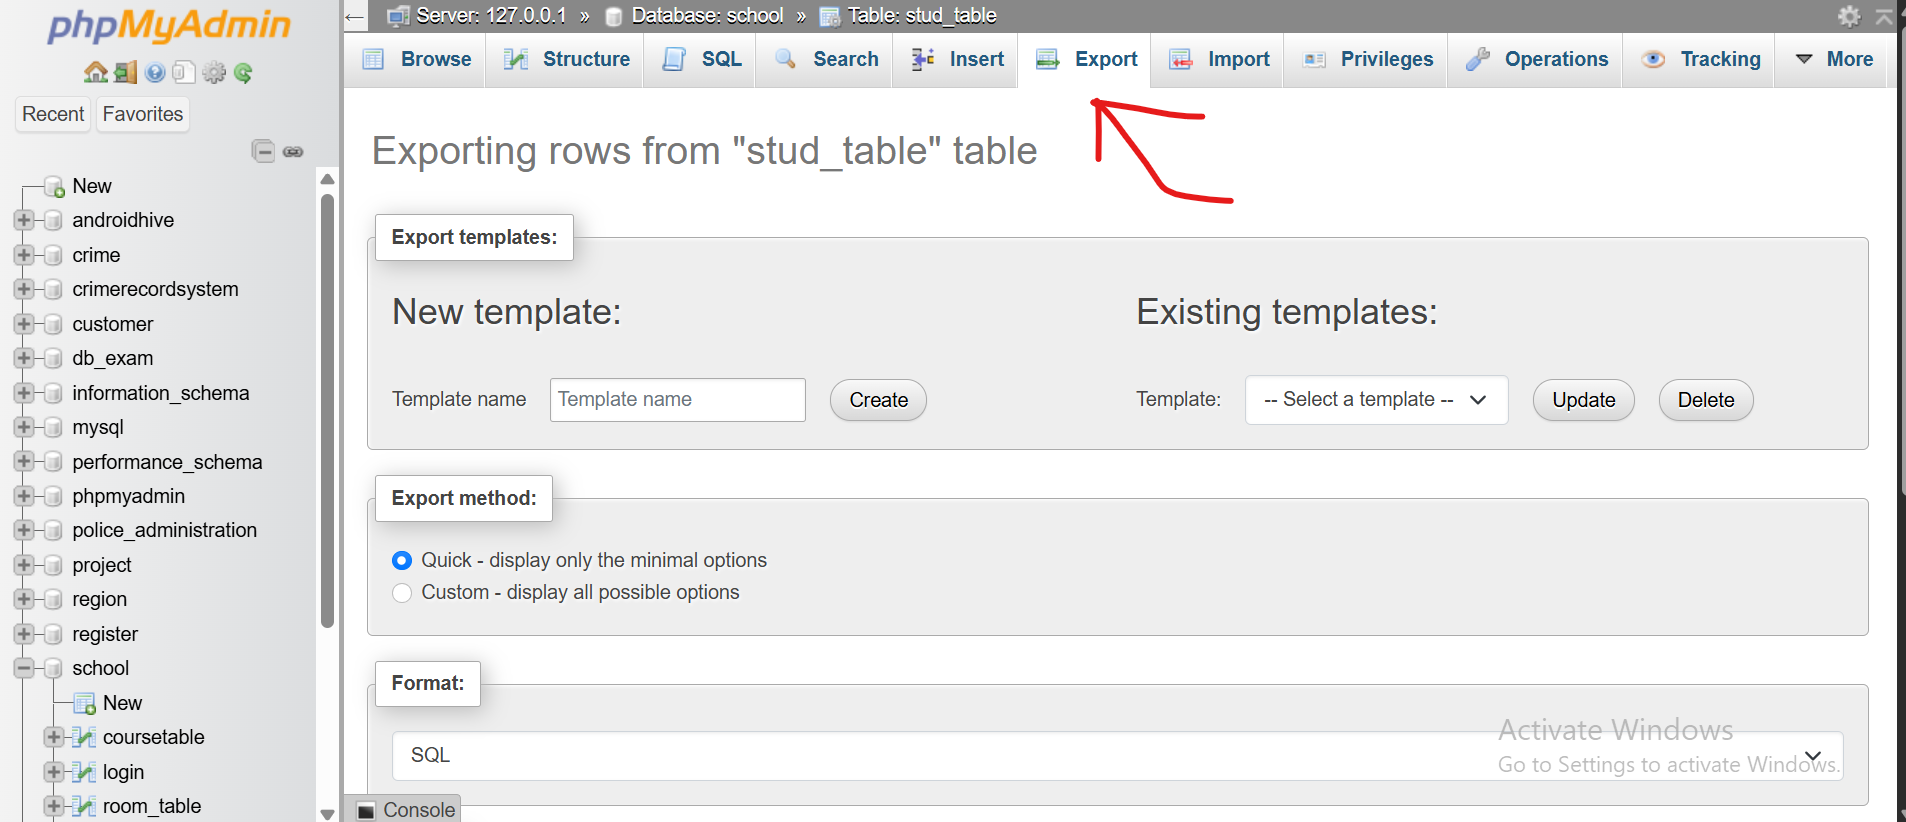 phpMyAdmin
Recent Favorites
New
androidhive
crime
crimerecordsystem
customer
db_exam
information_schema
mysql
performance_schema
phpmyadmin
police_administration
project
region
register
school
New
coursetable
login
room_table
Server: 127.0.0.1 » Database: school » Table: stud_table
Browse Structure SQL Search Insert Export Import Privileges Operations Tracking More
Exporting rows from "stud_table" table
Export templates:
New template:
Template name Template name Create
Existing templates:
Template: -- Select a template -- Update Delete
Export method:
Quick - display only the minimal options
Custom - display all possible options
Format:
SQL
Activate Windows
Go to Settings to activate Windows.
Console